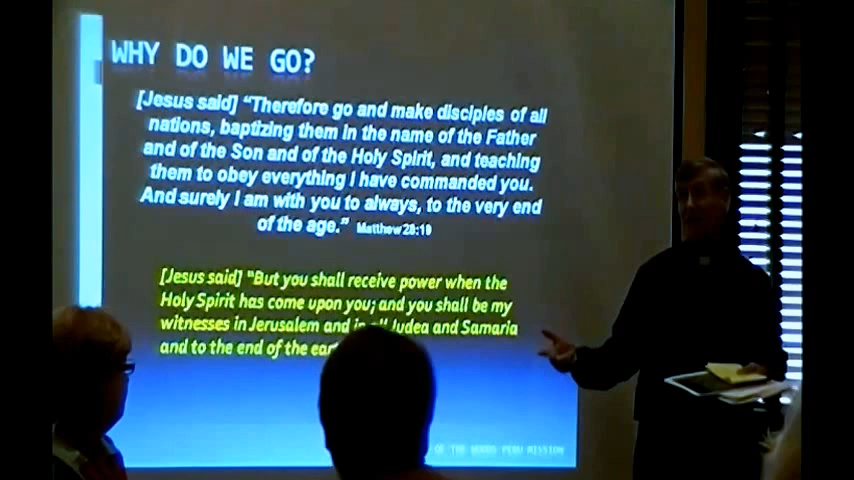 WHY DO WE GO?
[Jesus said] "Therefore go and make disciples of all
nations, baptizing them in the name of the Father
and of the Son and of the Holy Spirit, and teaching
them to obey everything I have commanded you.
And surely I am with you to always, to the very end
of the age." Matthew 28:19
[Jesus said] "But you shall receive power when the
Holy Spirit has come upon you; and you shall be my
witnesses in Jerusalem and in all Judea and Samaria
and to the end of the
OF THE WOODS PERU MISSION